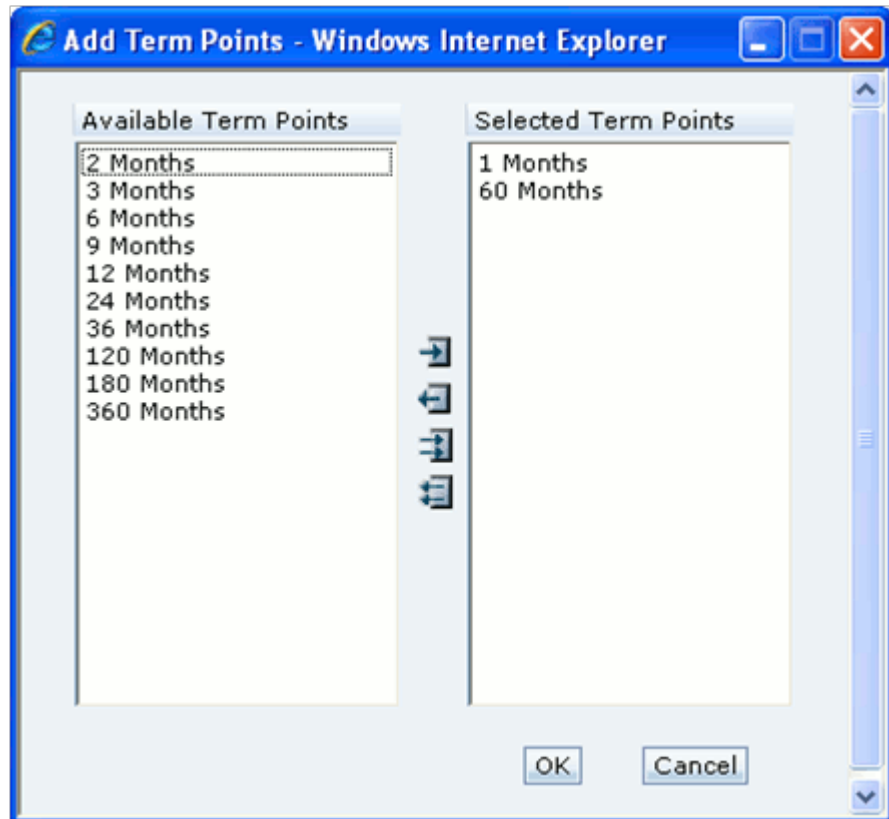 Add Term Points - Windows Internet Explorer
Available Term Points
2 Months
3 Months
6 Months
9 Months
12 Months
24 Months
36 Months
120 Months
180 Months
360 Months
Selected Term Points
1 Months
60 Months
OK
Cancel